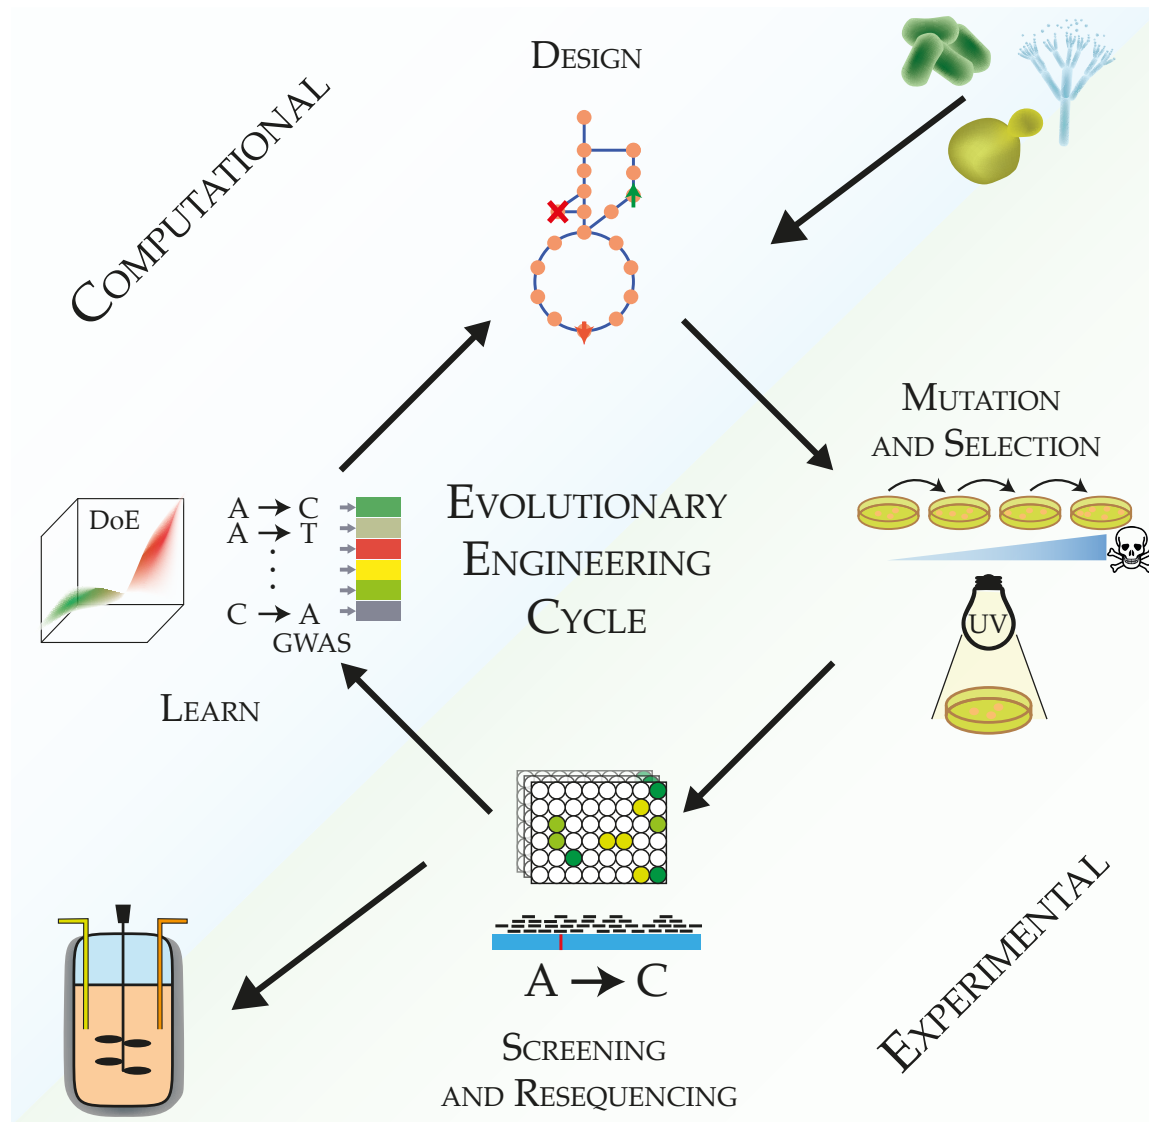 DESIGN
COMPUTATIONAL
MUTATION
AND SELECTION
UV
EVOLUTIONARY
ENGINEERING
CYCLE
DoE
A → C
A → T
C → A
GWAS
LEARN
A → C
SCREENING
AND RESEQUENCING
EXPERIMENTAL